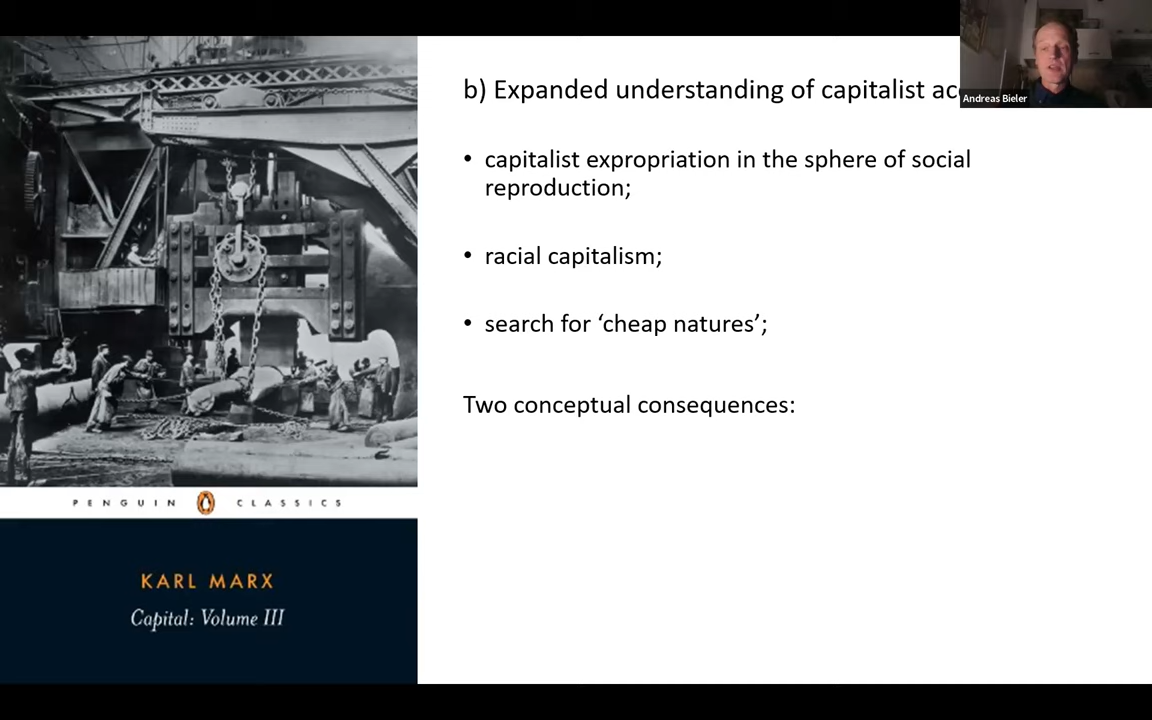 b) Expanded understanding of capitalist
Andreas Bieler
• capitalist expropriation in the sphere of social
reproduction;
• racial capitalism;
• search for ‘cheap natures’;
Two conceptual consequences:
PENGUIN CLASSICS
KARL MARX
Capital: Volume III